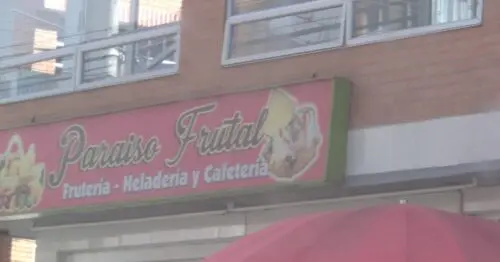 Paraiso Frutal
Fruteria - Heladeria y Cafeteria